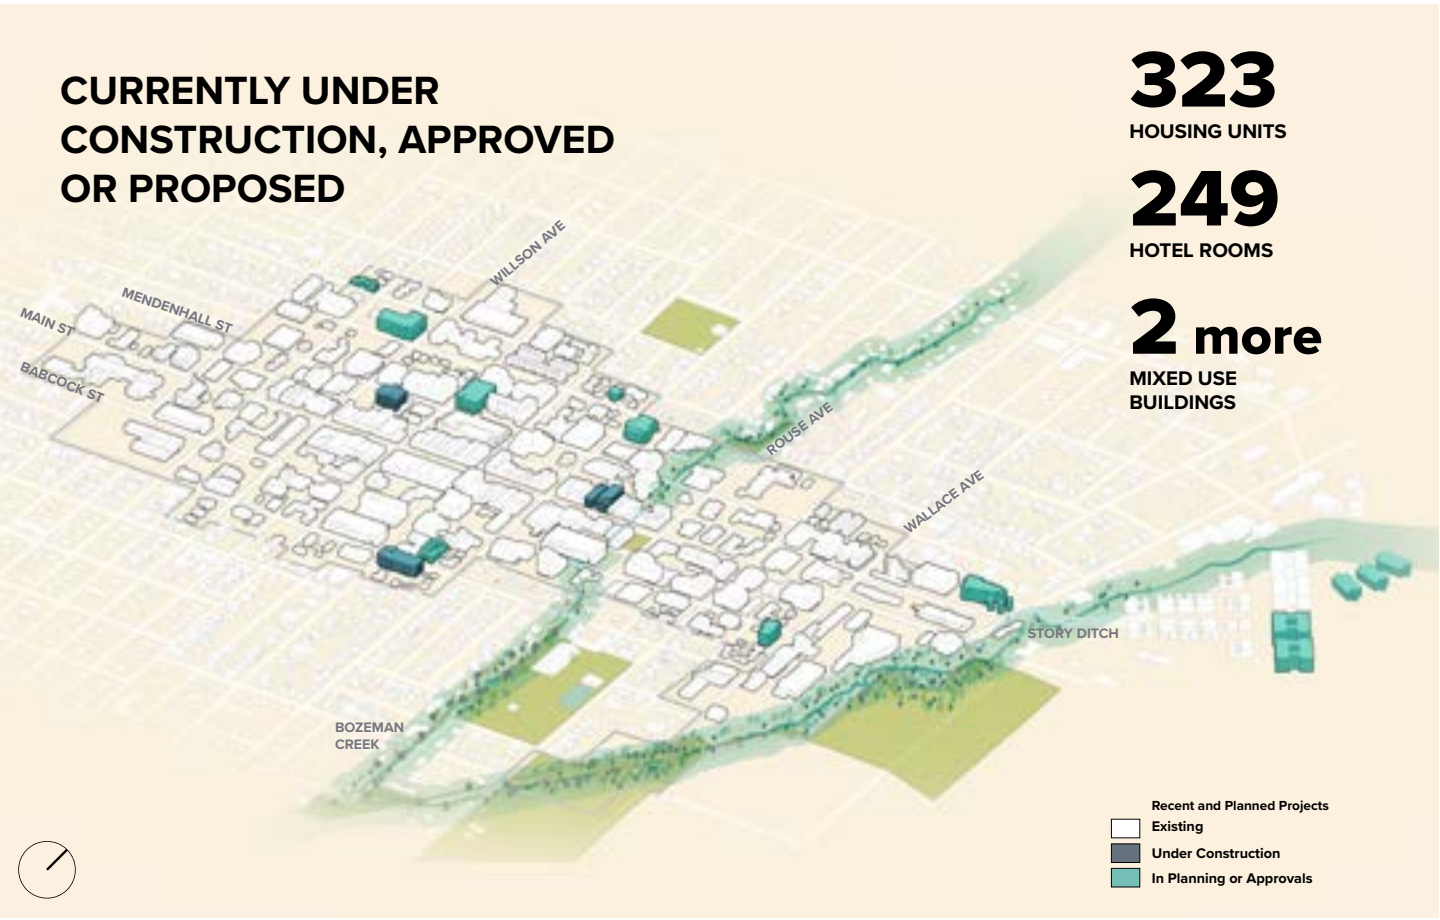 CURRENTLY UNDER
CONSTRUCTION, APPROVED
OR PROPOSED
323
HOUSING UNITS
249
HOTEL ROOMS
2 more
MIXED USE
BUILDINGS
WILLSON AVE
MENDENHALL ST
MAIN ST
BABCOCK ST
ROUSE AVE
WALLACE AVE
STORY DITCH
BOZEMAN
CREEK
Recent and Planned Projects
Existing
Under Construction
In Planning or Approvals